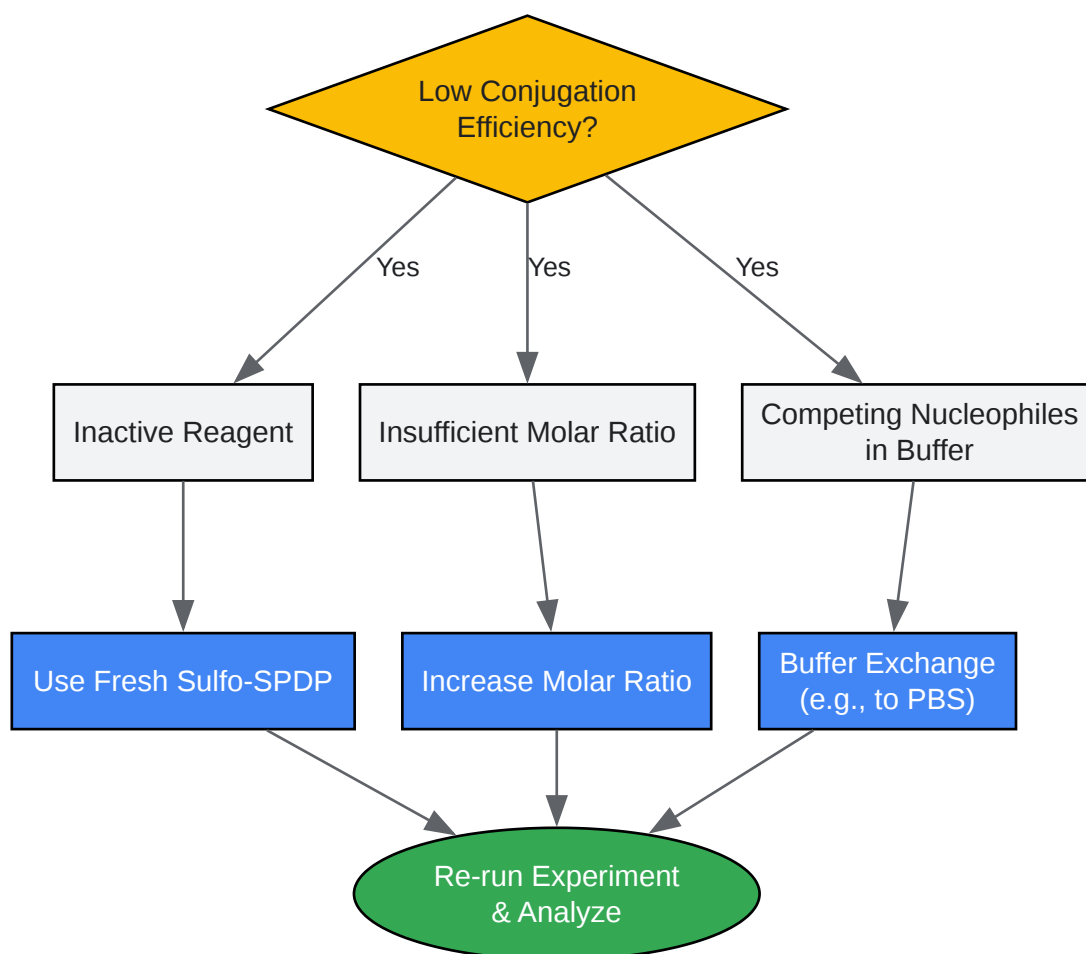 Low Conjugation
Efficiency?
Yes
Yes
Yes
Inactive Reagent
Insufficient Molar Ratio
Competing Nucleophiles
in Buffer
Use Fresh Sulfo-SPDP
Increase Molar Ratio
Buffer Exchange
(e.g., to PBS)
Re-run Experiment
& Analyze